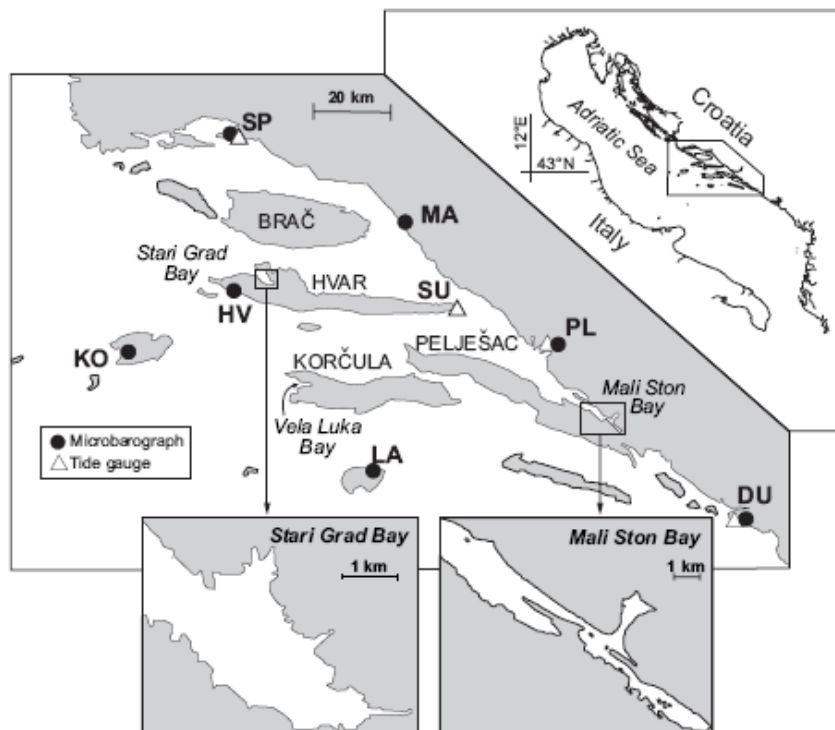 20 km
SP
BRAČ
MA
Stari Grad
Bay
HVAR
SU
HV
PL
KO
PELJEŠAC
KORČULA
Mali Ston
Bay
Vela Luka
Bay
LA
DU
Microbarograph
Tide gauge
Croatia
Adriatic Sea
12°E
43°N
Italy
Stari Grad Bay
1 km
Mali Ston Bay
1 km